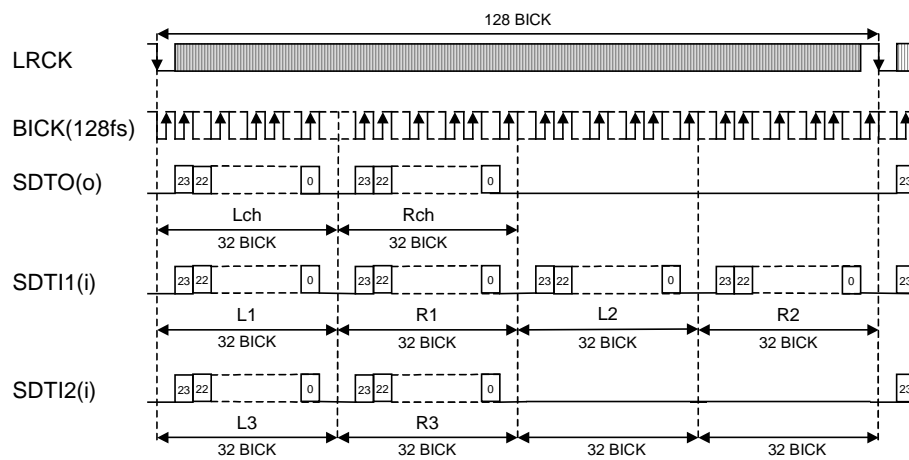 128 BICK
LRCK
BICK(128fs)
SDTO(o)
23 22 0 23 22 0 23
Lch Rch
32 BICK 32 BICK
SDTI1(i)
23 22 0 23 22 0 23 22 0 23 22 0 23
L1 R1 L2 R2
32 BICK 32 BICK 32 BICK 32 BICK
SDTI2(i)
23 22 0 23 22 0 23
L3 R3
32 BICK 32 BICK 32 BICK 32 BICK